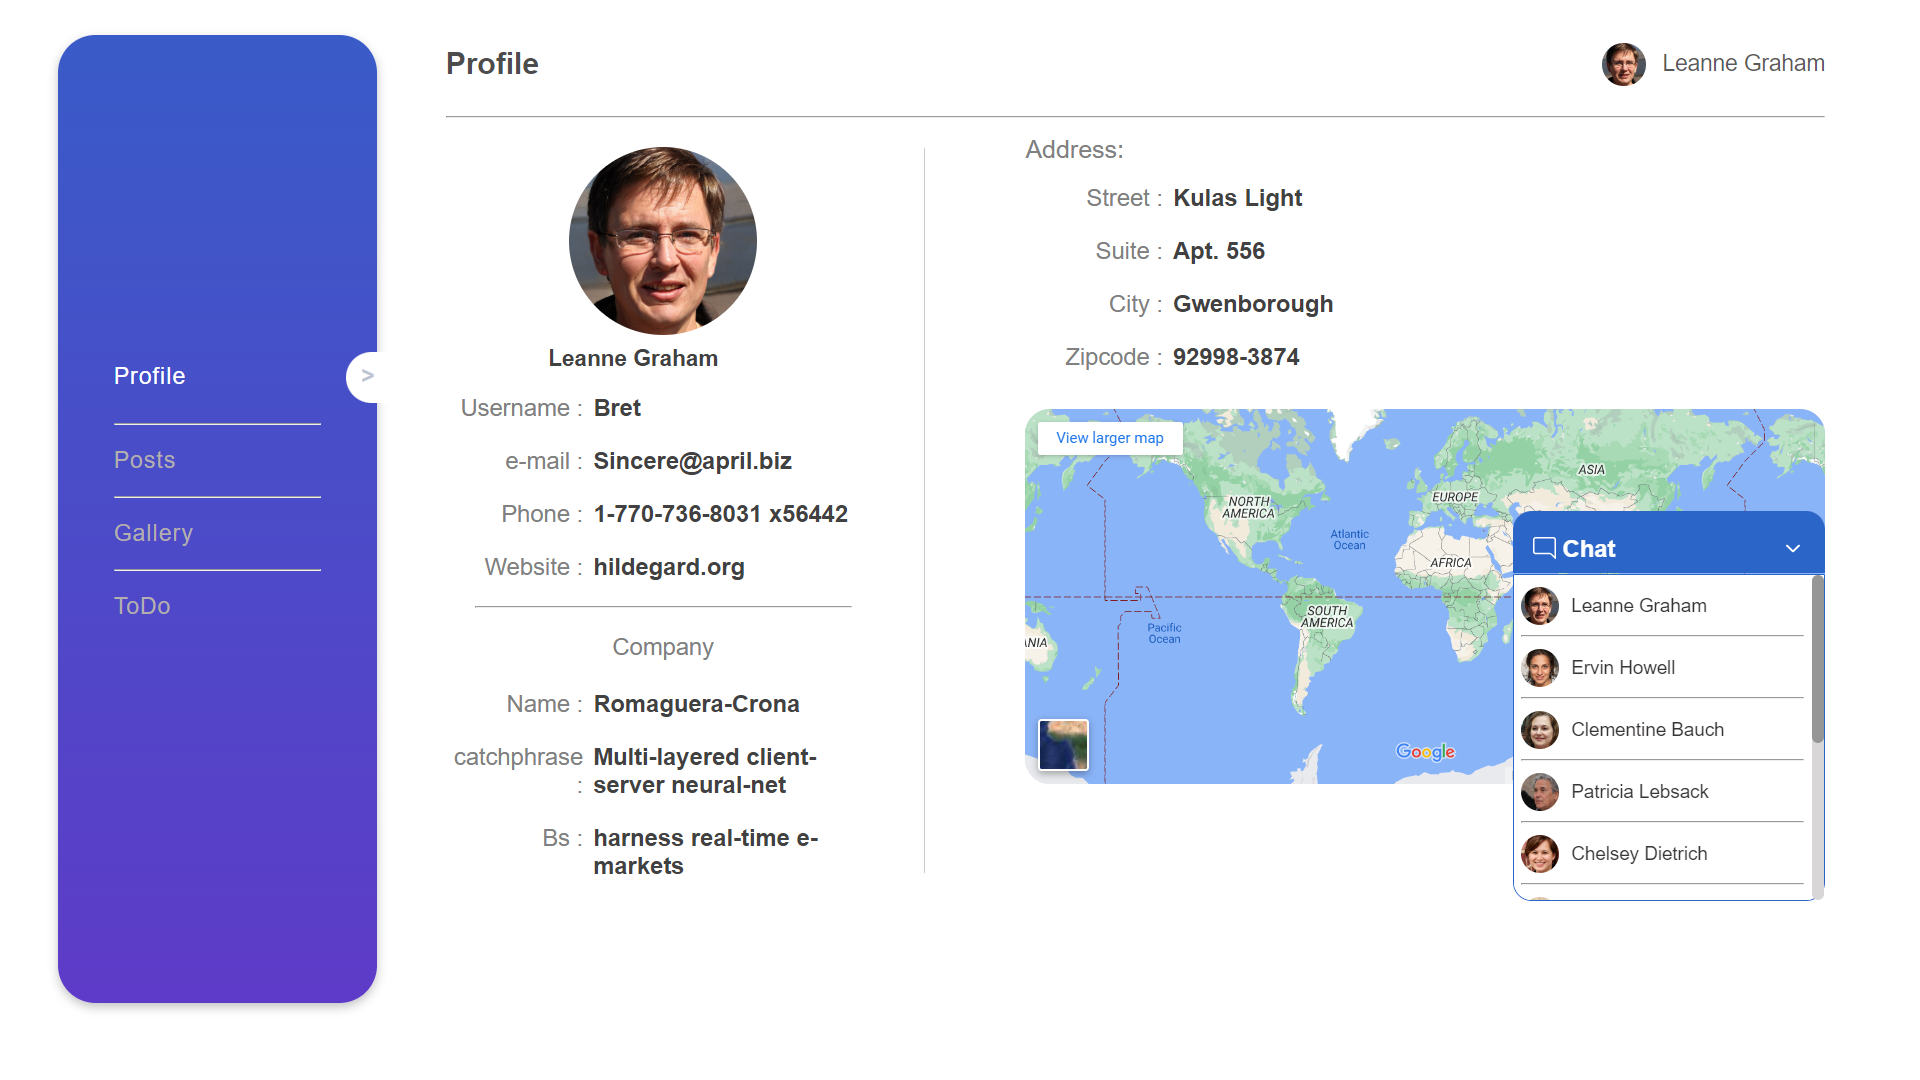 Profile
Posts
Gallery
ToDo
>
Profile
Leanne Graham
Leanne Graham
Username : Bret
e-mail : Sincere@april.biz
Phone : 1-770-736-8031 x56442
Website : hildegard.org
Company
Name : Romaguera-Crona
catchphrase : Multi-layered client-
server neural-net
Bs : harness real-time e-
markets
Address:
Street : Kulas Light
Suite : Apt. 556
City : Gwenborough
Zipcode : 92998-3874
View larger map
NORTH
AMERICA
EUROPE
ASIA
Atlantic
Ocean
AFRICA
SOUTH
AMERICA
Pacific
Ocean
NIA
Google
Chat
Leanne Graham
Ervin Howell
Clementine Bauch
Patricia Lebsack
Chelsey Dietrich